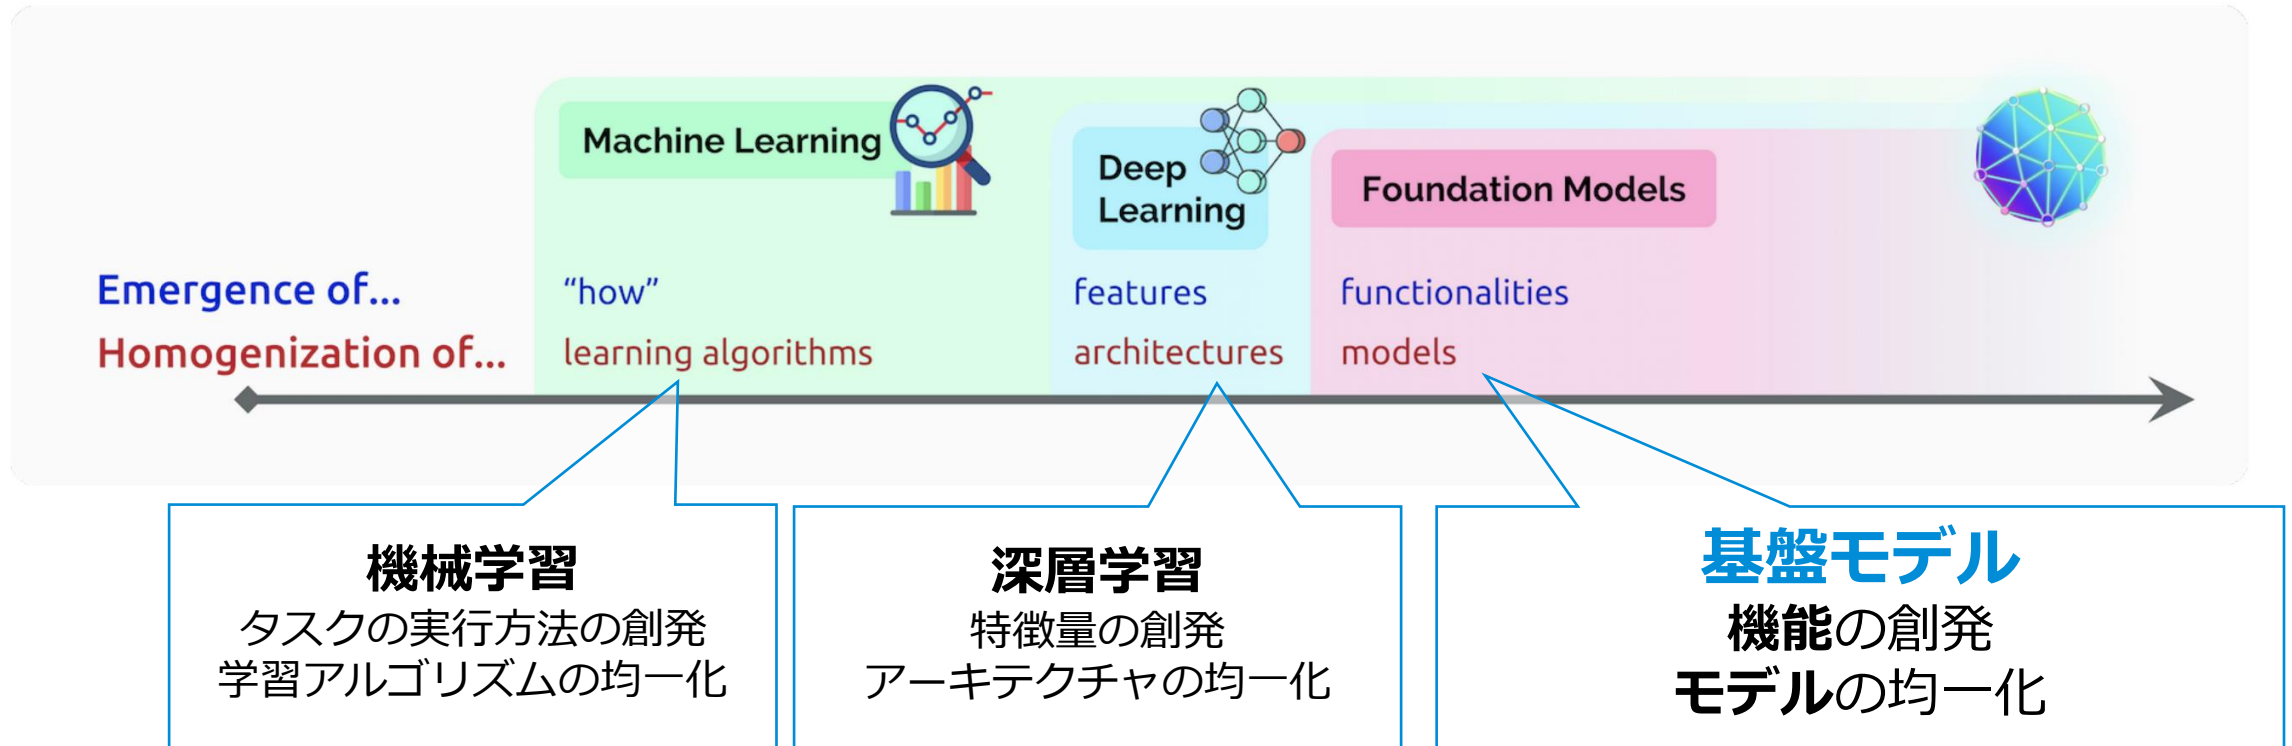 Machine Learning
Deep
Learning
Foundation Models
Emergence of...
“how”
features
functionalities
Homogenization of...
learning algorithms
architectures
models
機械学習
タスクの実行方法の創発
学習アルゴリズムの均一化
深層学習
特徴量の創発
アーキテクチャの均一化
基盤モデル
機能の創発
モデルの均一化